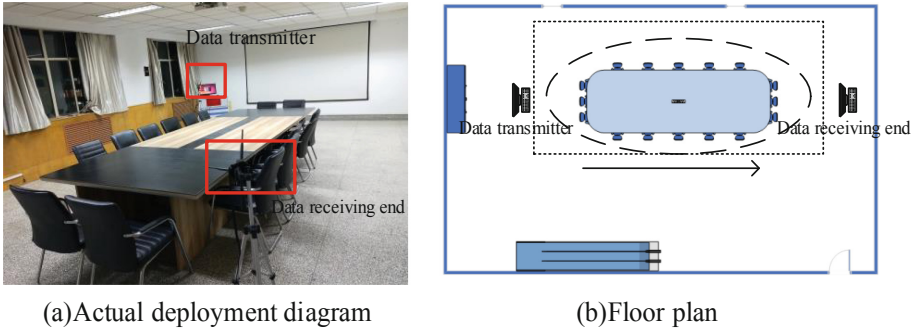 Data transmitter
Data receiving end
Data transmitter
Data receiving end
(a)Actual deployment diagram
(b)Floor plan